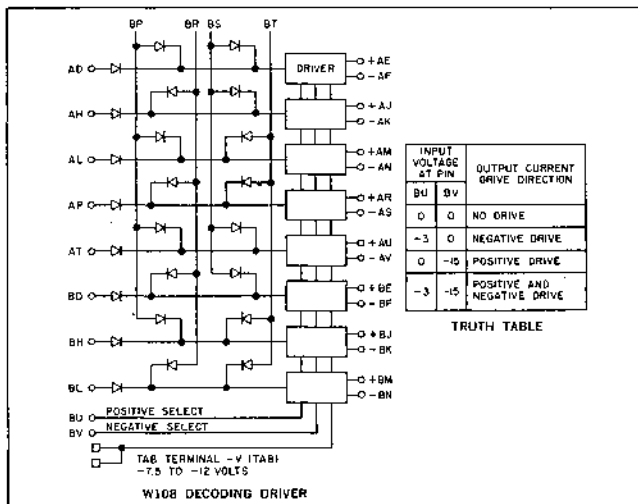 BP BR BS BT
AD DRIVER +AE
-AF
AH +AJ
-AK
AL +AM
-AN
AP +AR
-AS
AT +AU
-AV
BD +BE
-BF
BH +BJ
-BK
BL +BM
-BN
BU POSITIVE SELECT
BV NEGATIVE SELECT
TAB TERMINAL -V (TAB)
-7.5 TO -12 VOLTS
W108 DECODING DRIVER
INPUT VOLTAGE AT PIN
OUTPUT CURRENT DRIVE DIRECTION
BU BV
0 0 NO DRIVE
-3 0 NEGATIVE DRIVE
0 -15 POSITIVE DRIVE
-3 -15 POSITIVE AND NEGATIVE DRIVE
TRUTH TABLE